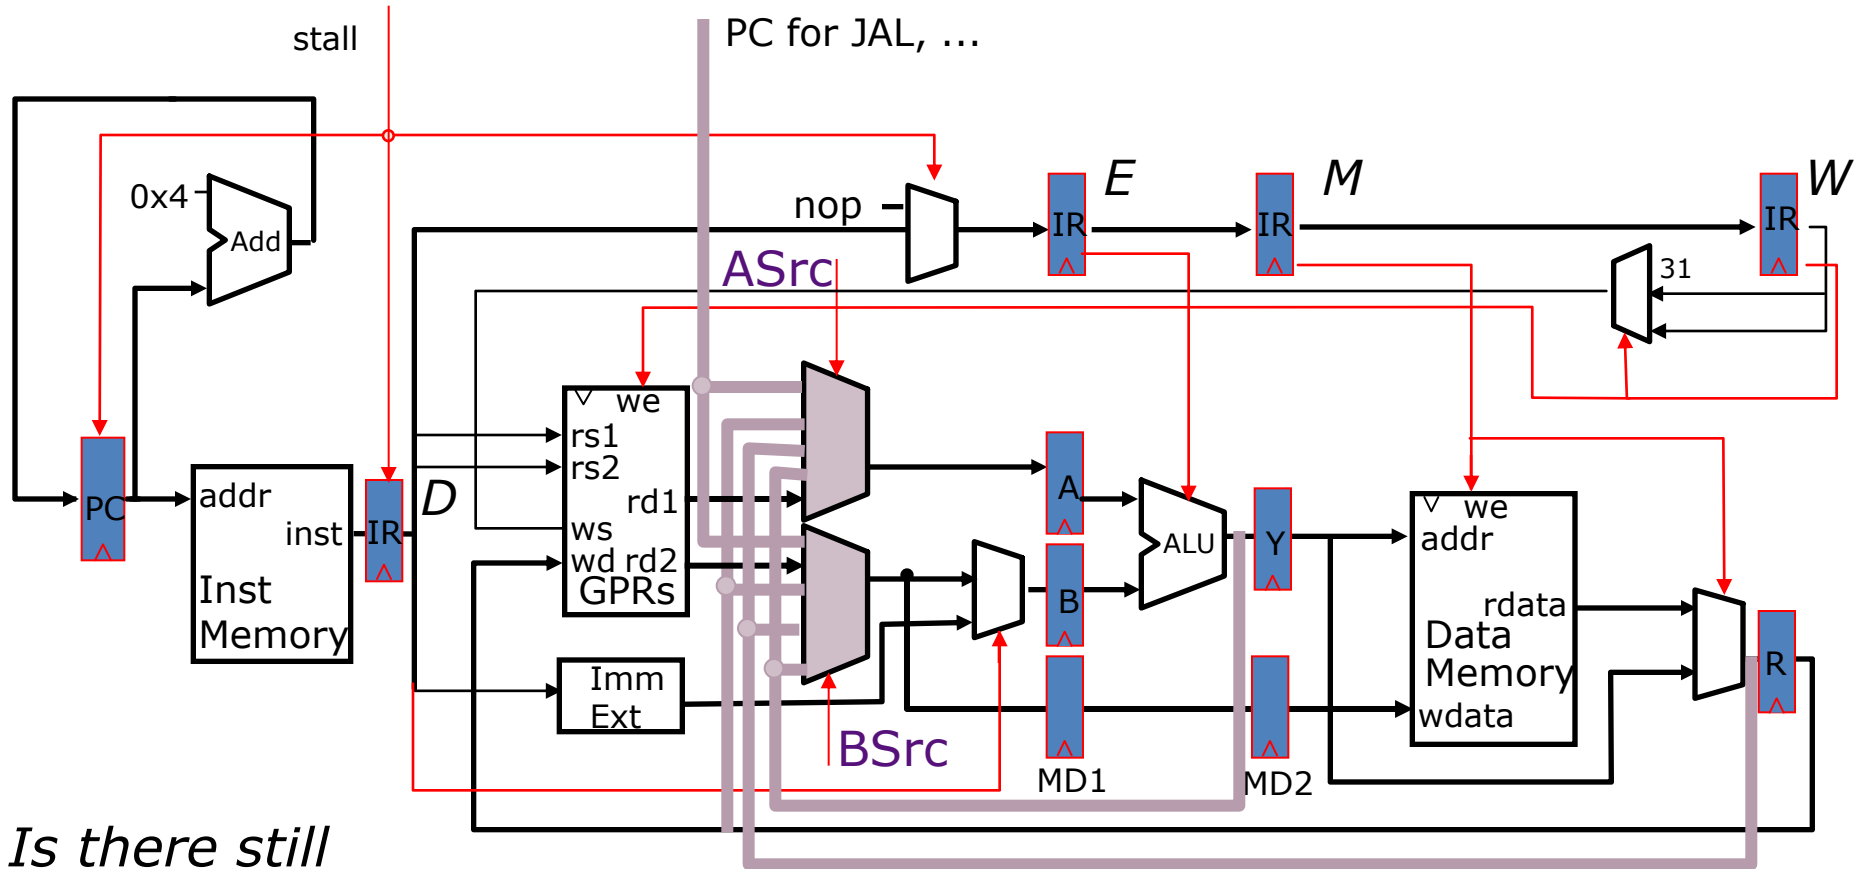 stall
PC for JAL, ...
0x4
Add
nop
IR
E
IR
M
IR
W
31
ASrc
we
rs1
rs2
rd1
ws
wd rd2
GPRs
PC
addr
inst
Inst
Memory
IR
D
A
B
ALU
Y
we
addr
rdata
Data
Memory
wdata
R
Imm
Ext
BSrc
MD1
MD2
Is there still